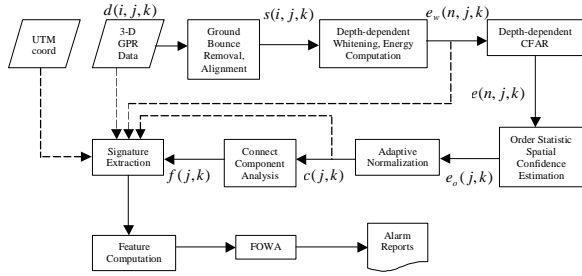 d(i, j, k)
s(i, j, k)
e_w(n, j, k)
UTM
coord
3-D
GPR
Data
Ground
Bounce
Removal,
Alignment
Depth-dependent
Whitening, Energy
Computation
Depth-dependent
CFAR
e(n, j, k)
Signature
Extraction
f(j, k)
Connect
Component
Analysis
c(j, k)
Adaptive
Normalization
e_o(j, k)
Order Statistic
Spatial
Confidence
Estimation
Feature
Computation
FOWA
Alarm
Reports